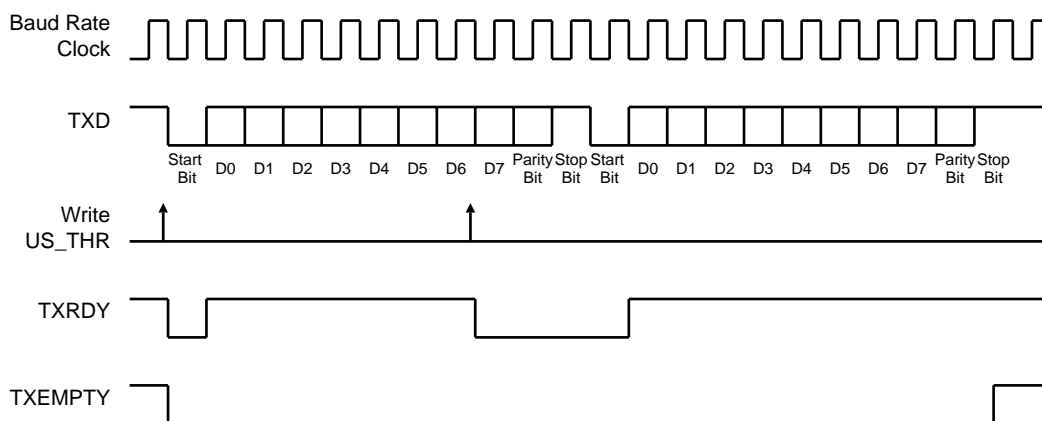 Baud Rate
Clock
TXD
Start
Bit
D0
D1
D2
D3
D4
D5
D6
D7
Parity
Bit
Stop
Bit
Start
Bit
D0
D1
D2
D3
D4
D5
D6
D7
Parity
Bit
Stop
Bit
Write
US_THR
TXRDY
TXEMPTY